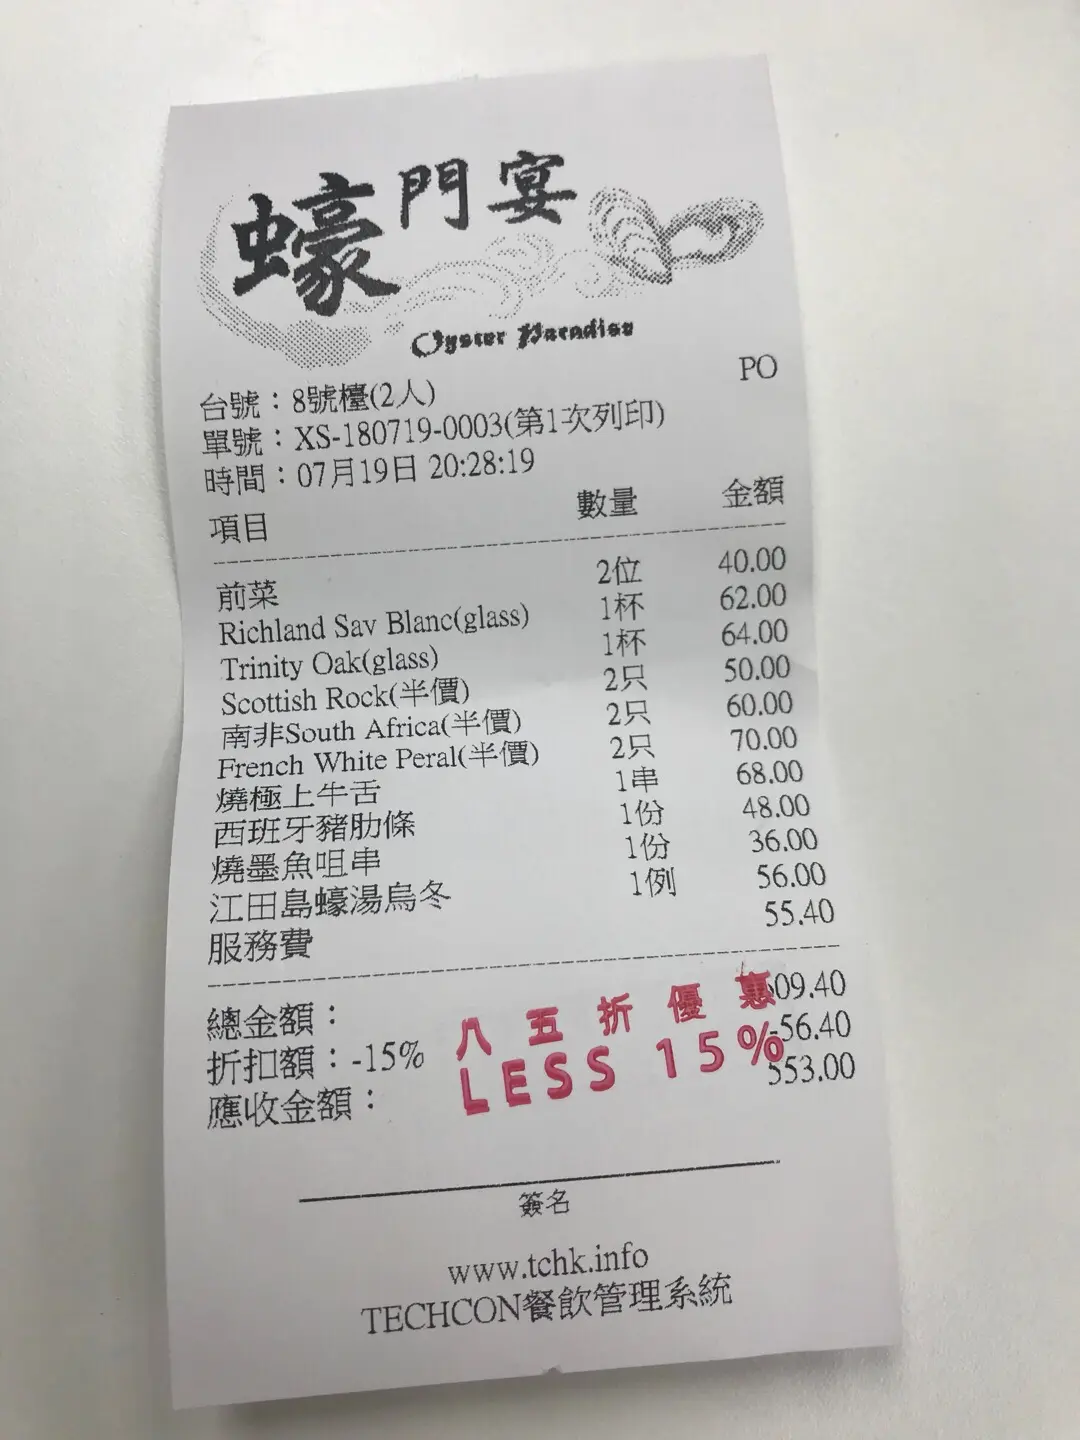 蠔門宴
Oyster Paradise
PO
台號：8號檯(2人)
單號：XS-180719-0003(第1次列印)
時間：07月19日 20:28:19
項目 數量 金額
前菜 2位 40.00
Richland Sav Blanc(glass) 1杯 62.00
Trinity Oak(glass) 1杯 64.00
Scottish Rock(半價) 2只 50.00
南非South Africa(半價) 2只 60.00
French White Peral(半價) 2只 70.00
燒極上牛舌 1串 68.00
西班牙豬肋條 1份 48.00
燒墨魚咀串 1份 36.00
江田島蠔湯烏冬 1例 56.00
服務費 55.40
總金額： 609.40
折扣額：-15% -56.40
應收金額： 553.00
八五折優惠
LESS 15%
簽名
www.tchk.info
TECHCON餐飲管理系統